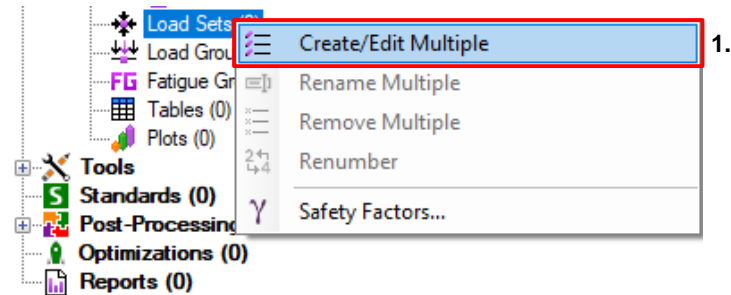 Load Sets
Create/Edit Multiple
1.
Load Grou
FG Fatigue Gr
Rename Multiple
Tables (0)
Remove Multiple
Plots (0)
Renumber
Tools
Standards (0)
γ Safety Factors...
Post-Processing
Optimizations (0)
Reports (0)